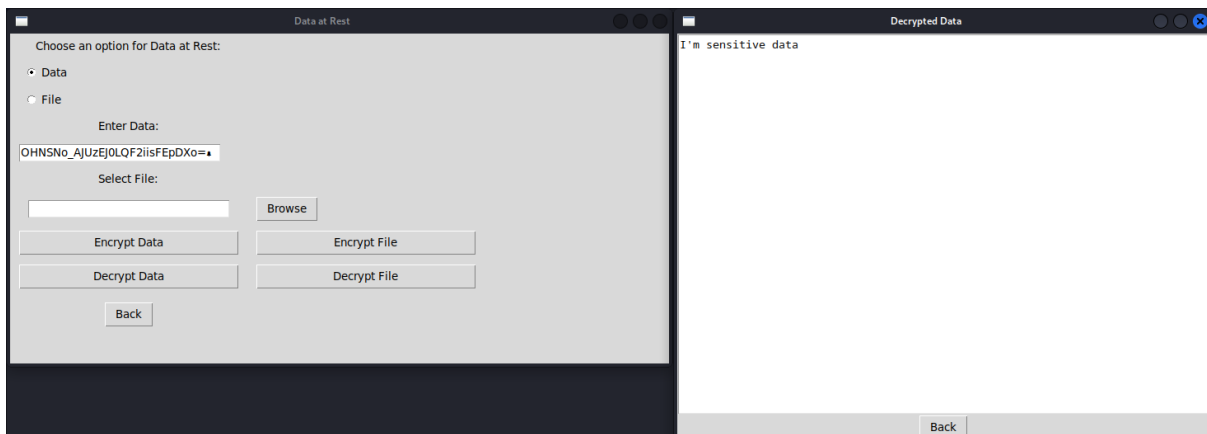 Data at Rest
Choose an option for Data at Rest:
Data
File
Enter Data:
OHNSNo_AJUzEJ0LQF2iisFEpDXo=
Select File:
Browse
Encrypt Data
Encrypt File
Decrypt Data
Decrypt File
Back
Decrypted Data
I'm sensitive data
Back